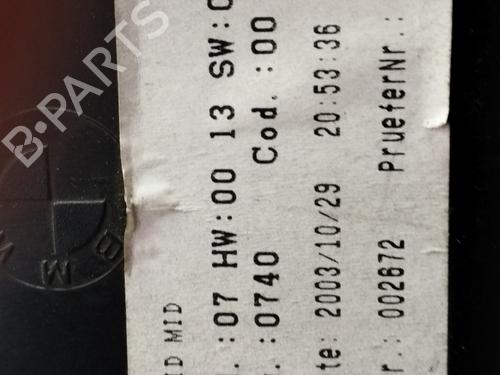 ID MID
.:07 HW:00 13 SW:0
.:0740 Cod.:00
te: 2003/10/29 20:53:36
r.: 002672 PrueferNr.:
B•PARTS
BMW